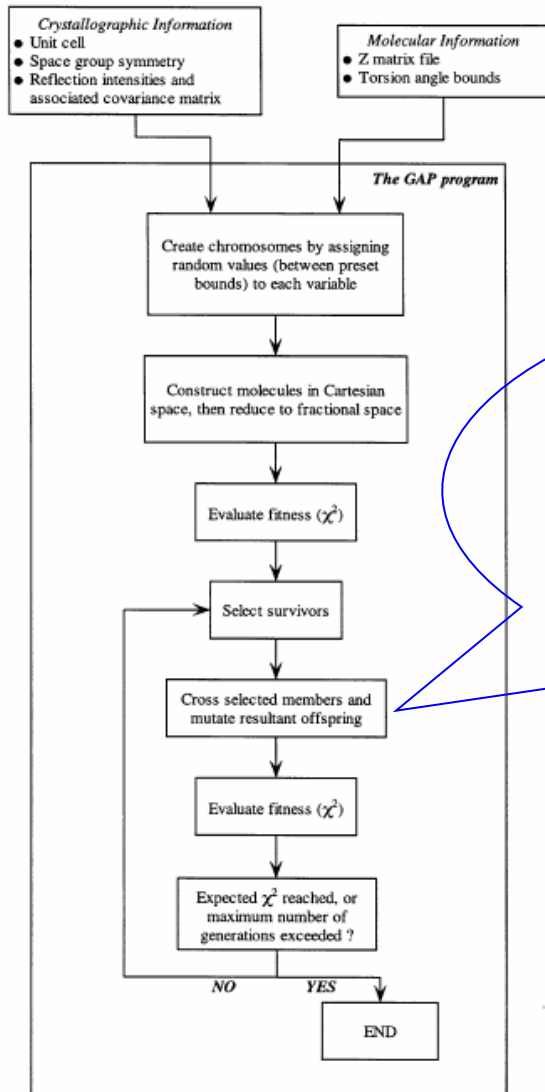 Crystallographic Information
● Unit cell
● Space group symmetry
● Reflection intensities and
associated covariance matrix
Molecular Information
● Z matrix file
● Torsion angle bounds
The GAP program
Create chromosomes by assigning
random values (between preset
bounds) to each variable
Construct molecules in Cartesian
space, then reduce to fractional space
Evaluate fitness (χ²)
Select survivors
Cross selected members and
mutate resultant offspring
Evaluate fitness (χ²)
Expected χ² reached, or
maximum number of
generations exceeded ?
NO YES
END